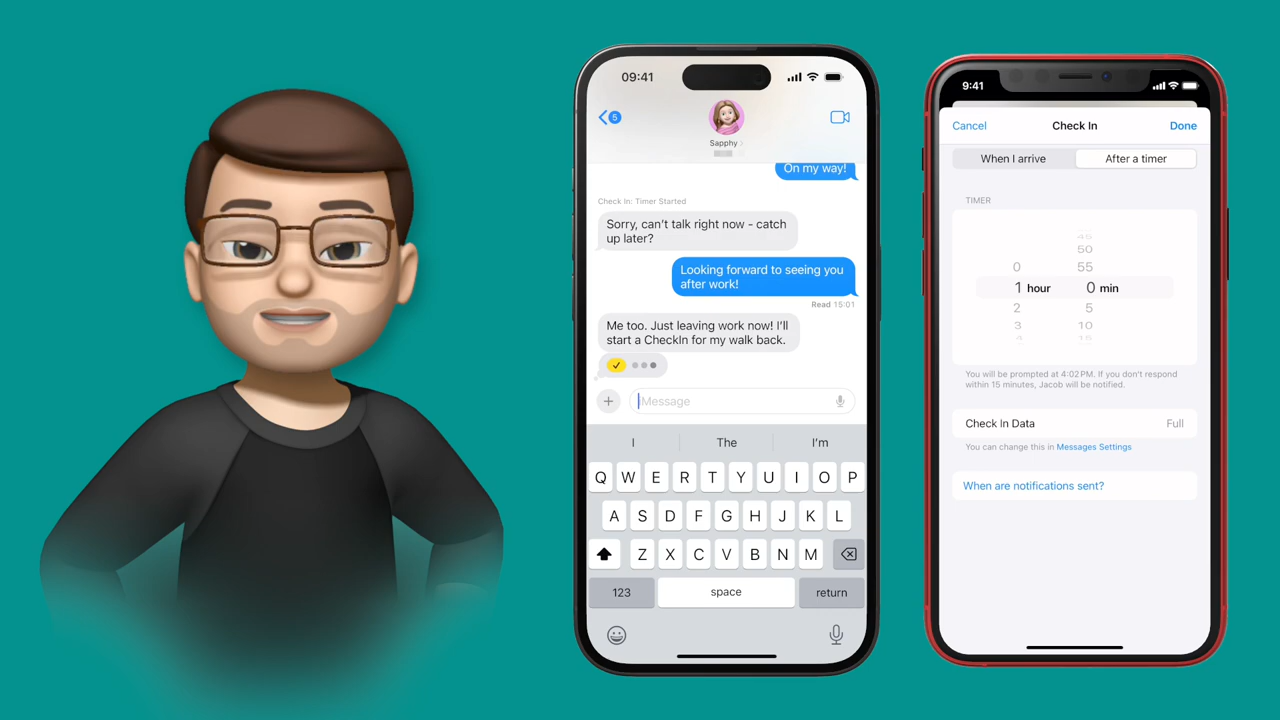 09:41
5
Sapphy
On my way!
Check In: Timer Started
Sorry, can't talk right now - catch
up later?
Looking forward to seeing you
after work!
Read 15:01
Me too. Just leaving work now! I'll
start a CheckIn for my walk back.
Message
I The I'm
Q W E R T Y U I O P
A S D F G H J K L
Z X C V B N M
123 space return
9:41
Cancel Check In Done
When I arrive After a timer
TIMER
45
50
0 55
1 hour 0 min
2 5
3 10
4 15
You will be prompted at 4:02 PM. If you don't respond
within 15 minutes, Jacob will be notified.
Check In Data Full
You can change this in Messages Settings
When are notifications sent?